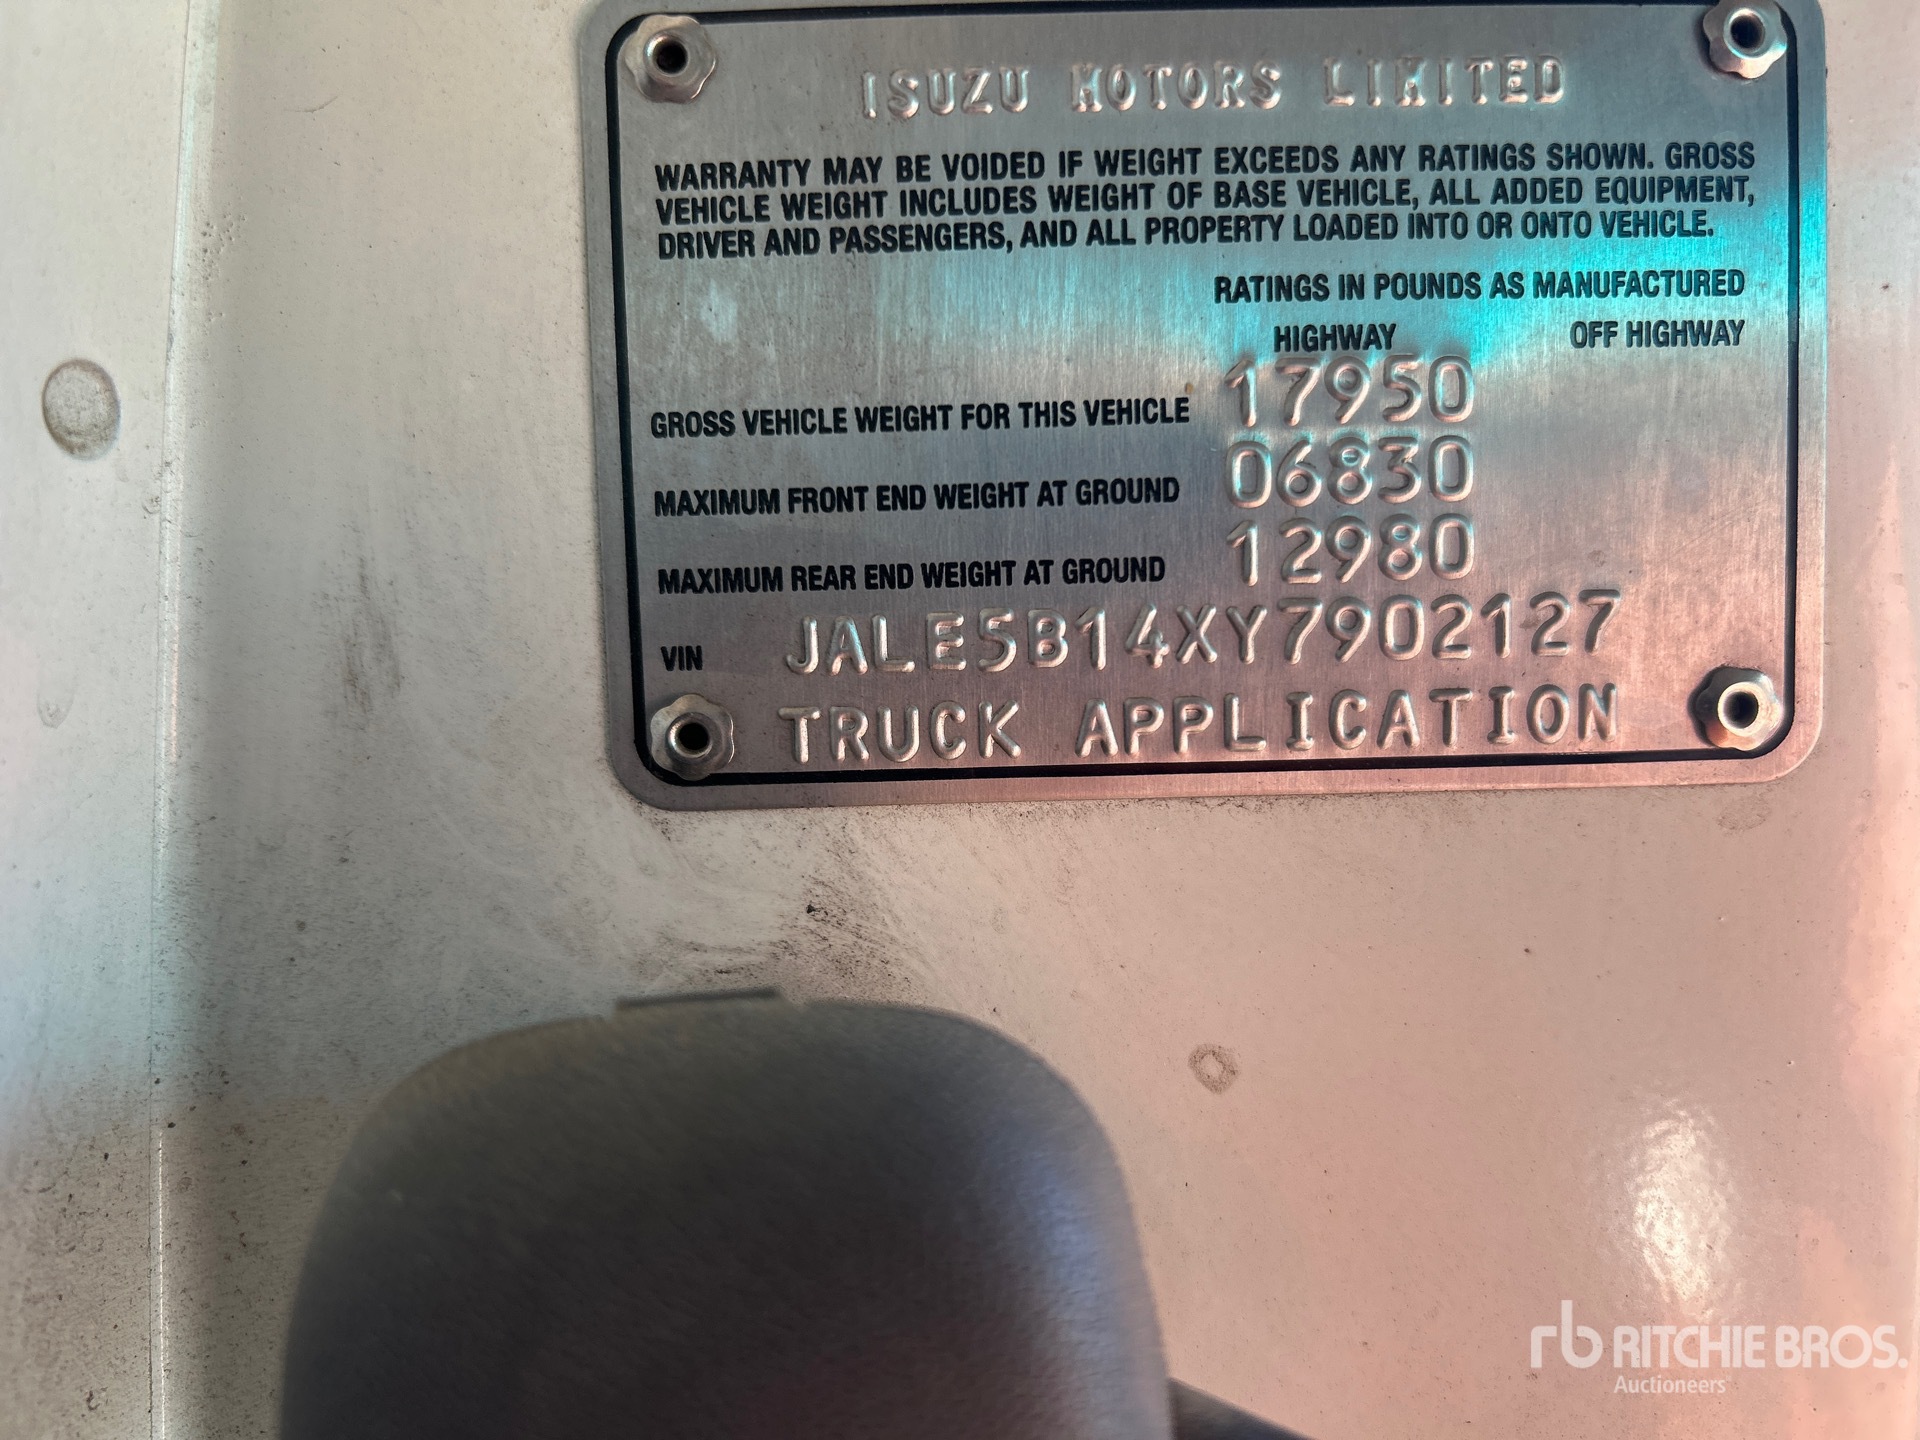 ISUZU MOTORS LIMITED
WARRANTY MAY BE VOIDED IF WEIGHT EXCEEDS ANY RATINGS SHOWN. GROSS
VEHICLE WEIGHT INCLUDES WEIGHT OF BASE VEHICLE, ALL ADDED EQUIPMENT,
DRIVER AND PASSENGERS, AND ALL PROPERTY LOADED INTO OR ONTO VEHICLE.
RATINGS IN POUNDS AS MANUFACTURED
HIGHWAY OFF HIGHWAY
GROSS VEHICLE WEIGHT FOR THIS VEHICLE 17950
MAXIMUM FRONT END WEIGHT AT GROUND 06830
MAXIMUM REAR END WEIGHT AT GROUND 12980
VIN JALE5B14XY7902127
TRUCK APPLICATION
rb RITCHIE BROS.
Auctioneers